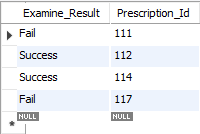 Examine_Result Prescription_Id
Fail 111
Success 112
Success 114
Fail 117
NULL NULL